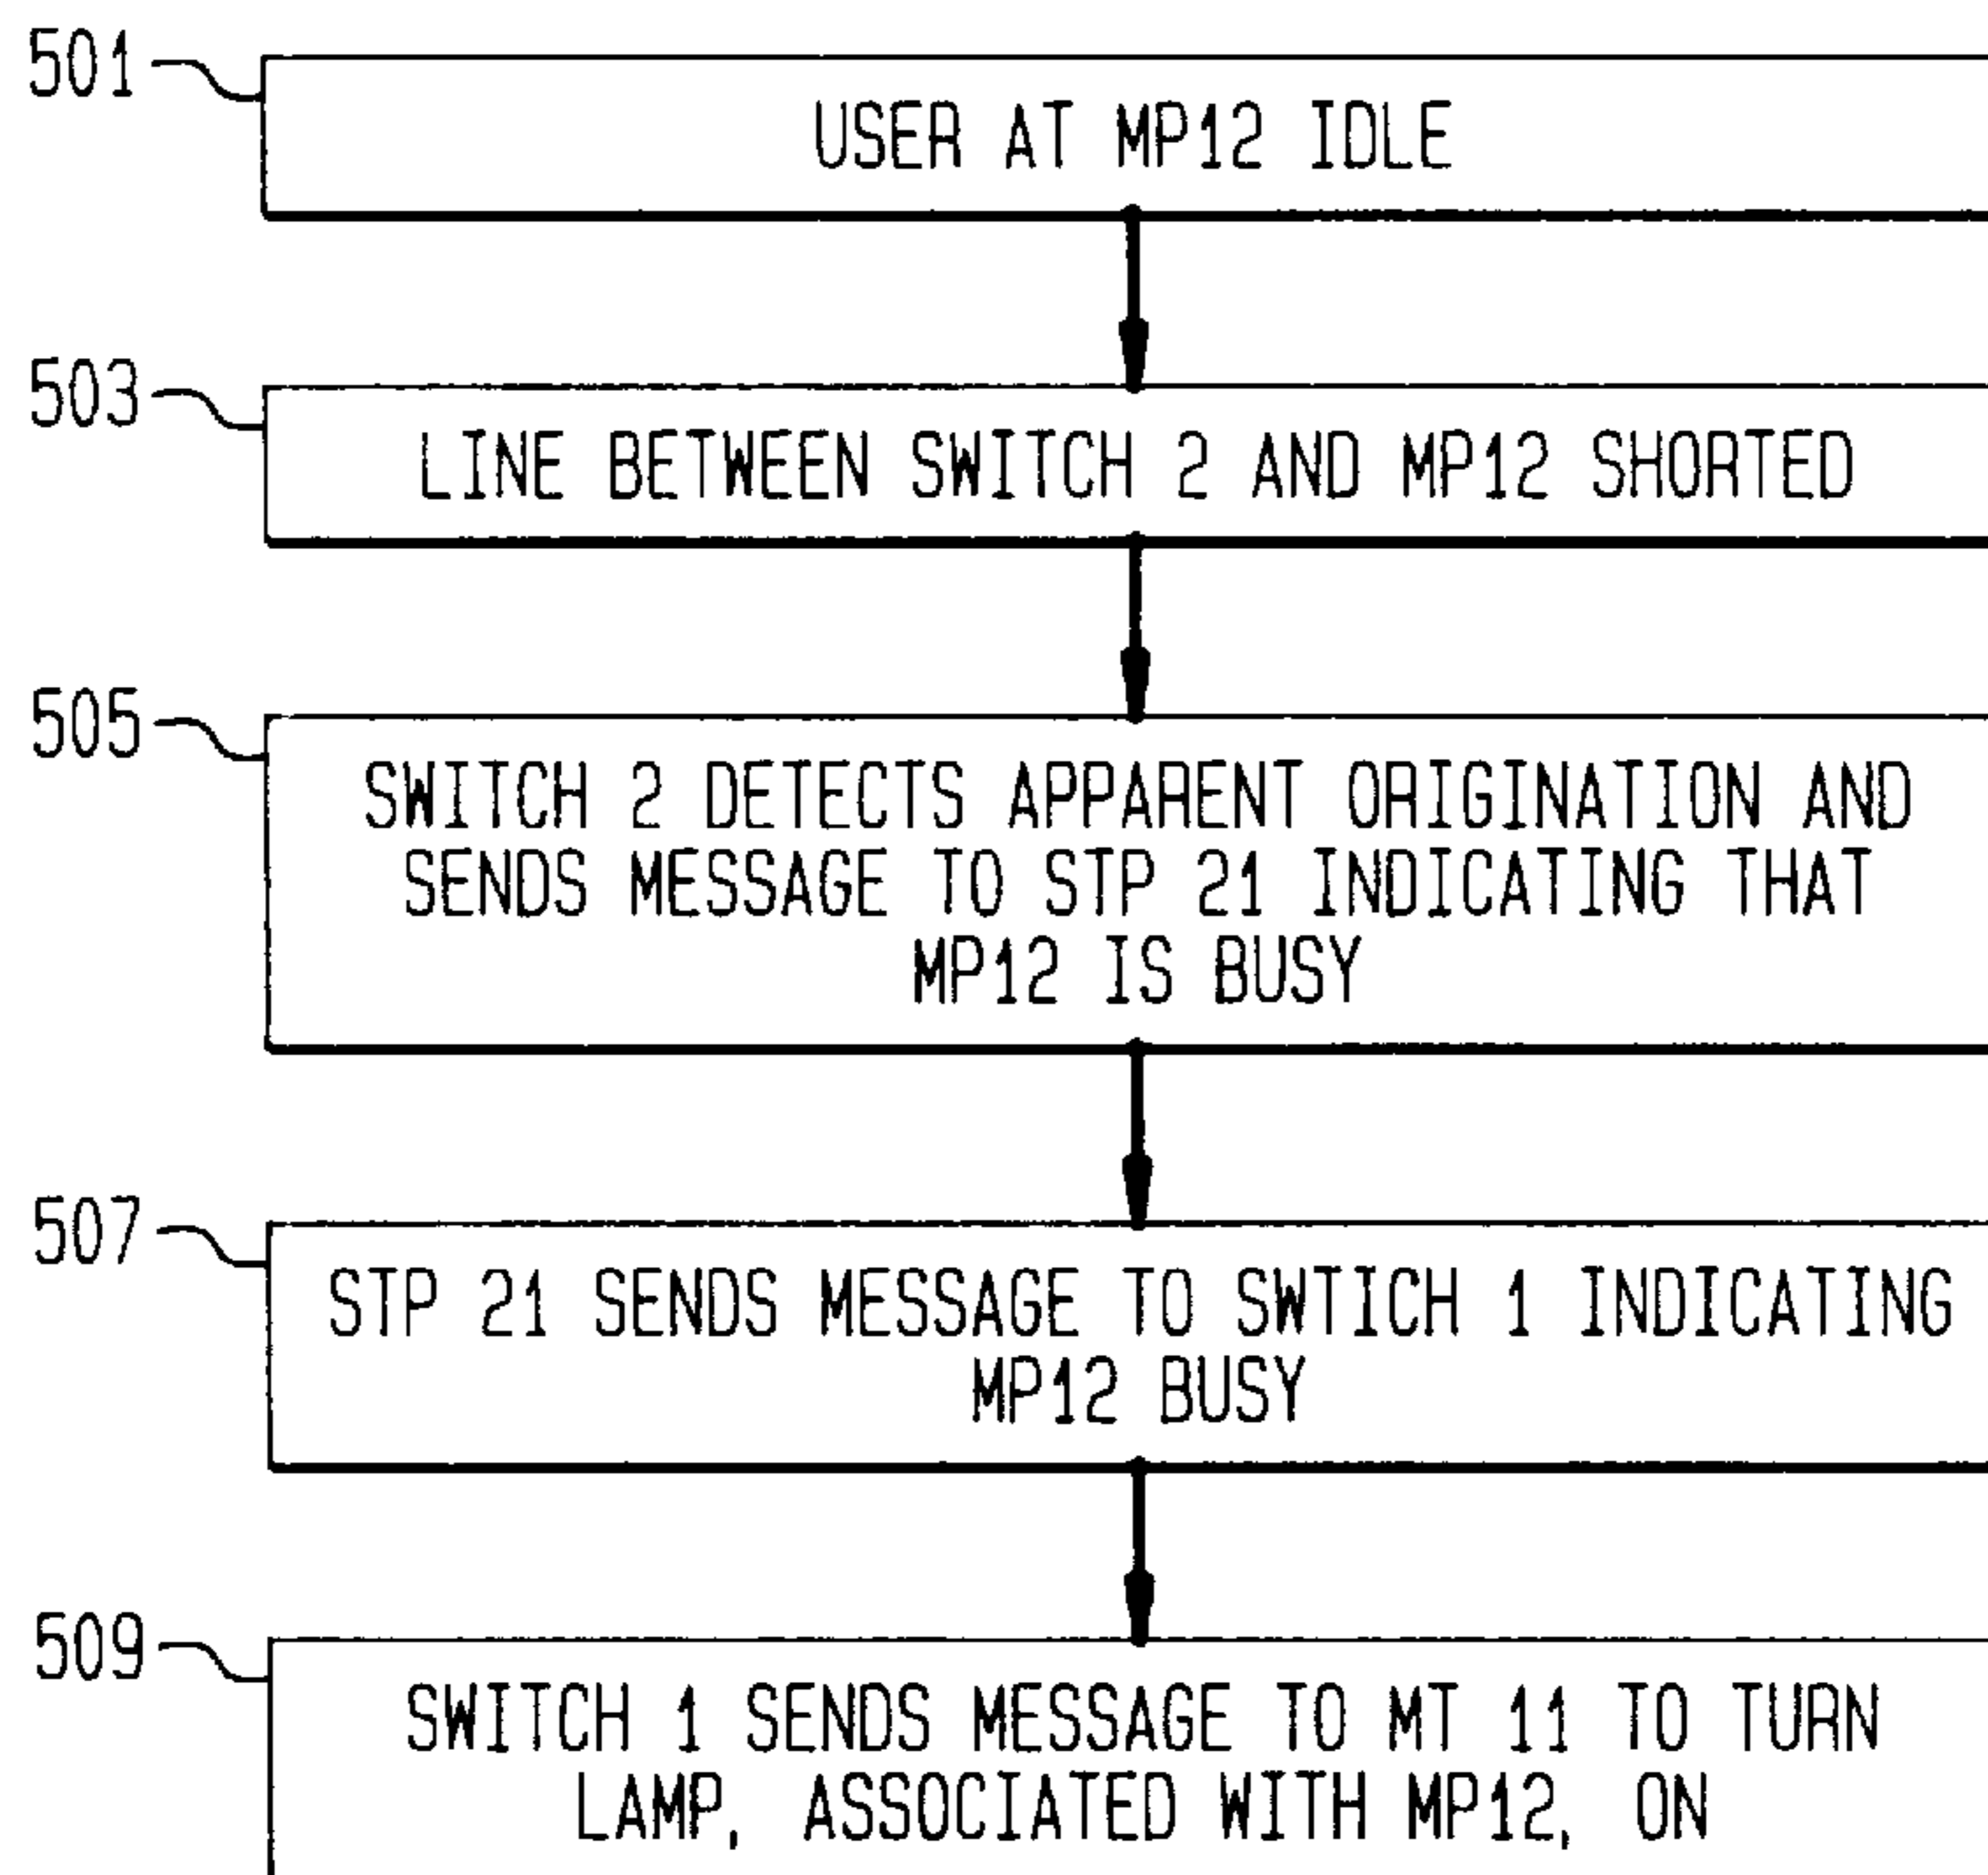 501
USER AT MP12 IDLE
503
LINE BETWEEN SWITCH 2 AND MP12 SHORTED
505
SWITCH 2 DETECTS APPARENT ORIGINATION AND
SENDS MESSAGE TO STP 21 INDICATING THAT
MP12 IS BUSY
507
STP 21 SENDS MESSAGE TO SWTICH 1 INDICATING
MP12 BUSY
509
SWITCH 1 SENDS MESSAGE TO MT 11 TO TURN
LAMP, ASSOCIATED WITH MP12, ON